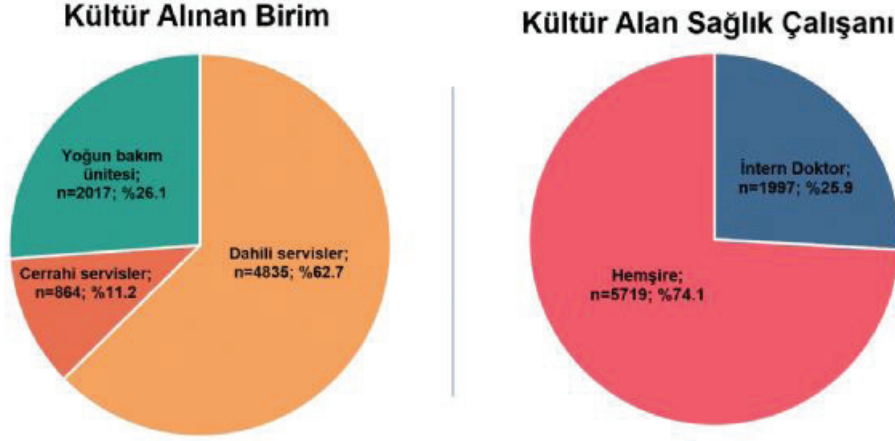 Kültür Alınan Birim
Yoğun bakım
ünitesi;
n=2017; %26.1
Dahili servisler;
n=4835; %62.7
Cerrahi servisler;
n=864; %11.2
Kültür Alan Sağlık Çalışanı
İntern Doktor;
n=1997; %25.9
Hemşire;
n=5719; %74.1